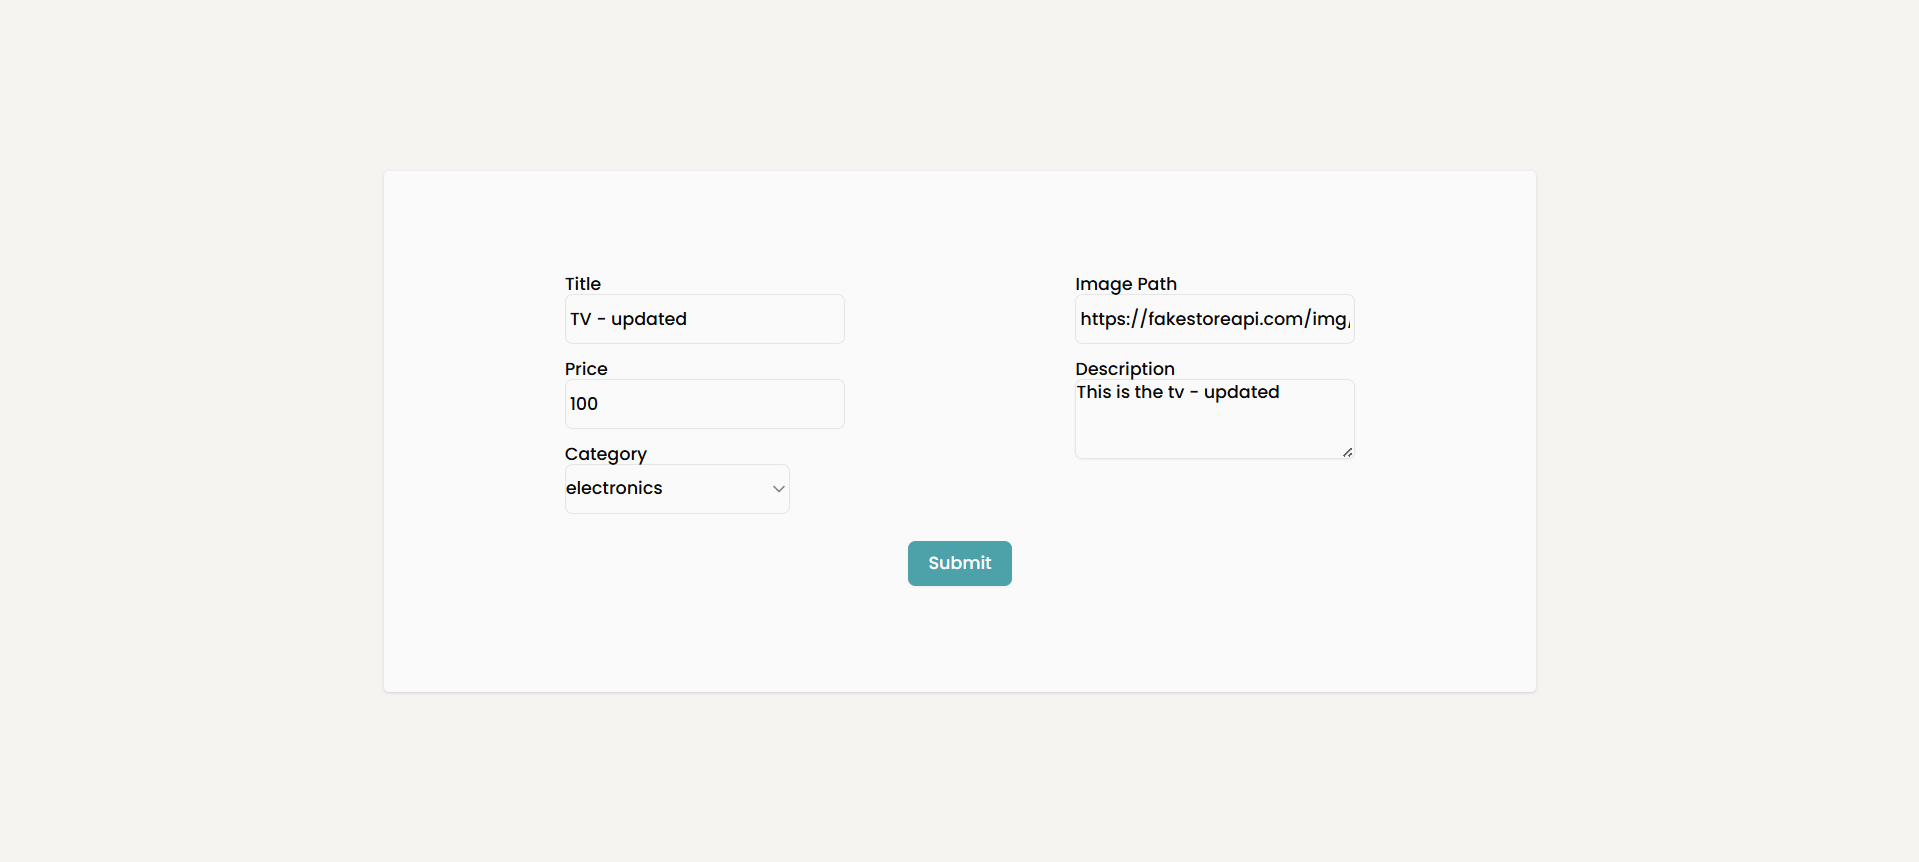 Title
TV - updated
Price
100
Category
electronics
Image Path
https://fakestoreapi.com/img/
Description
This is the tv - updated
Submit